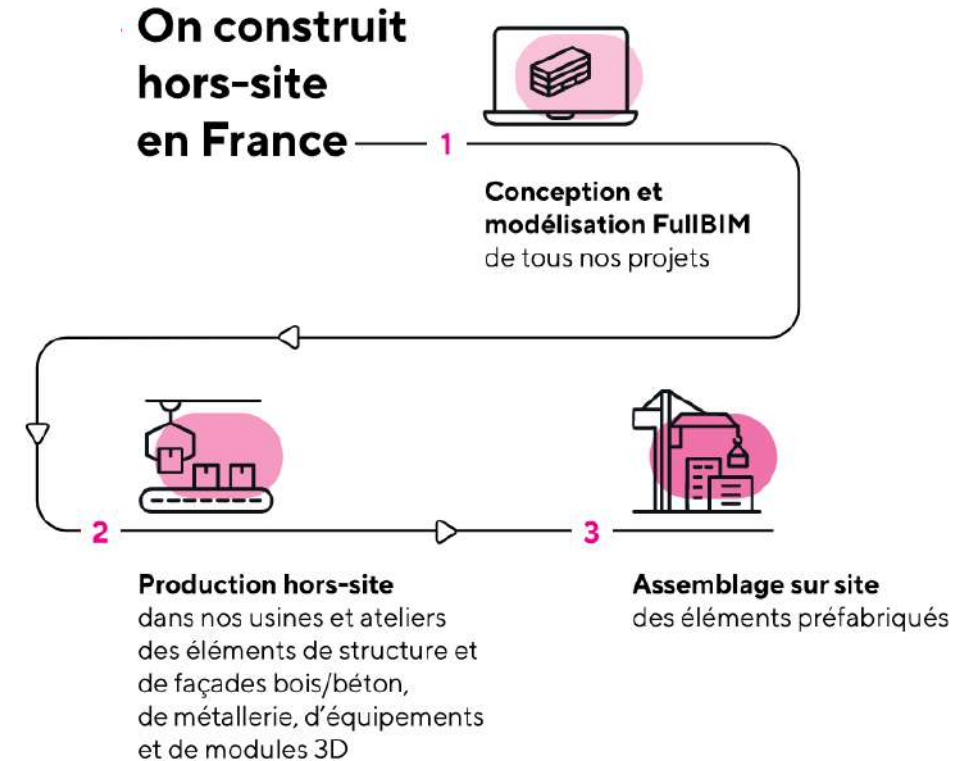 On construit
hors-site
en France
1
Conception et
modélisation FullBIM
de tous nos projets
2
Production hors-site
dans nos usines et ateliers
des éléments de structure et
de façades bois/béton,
de métallerie, d'équipements
et de modules 3D
3
Assemblage sur site
des éléments préfabriqués